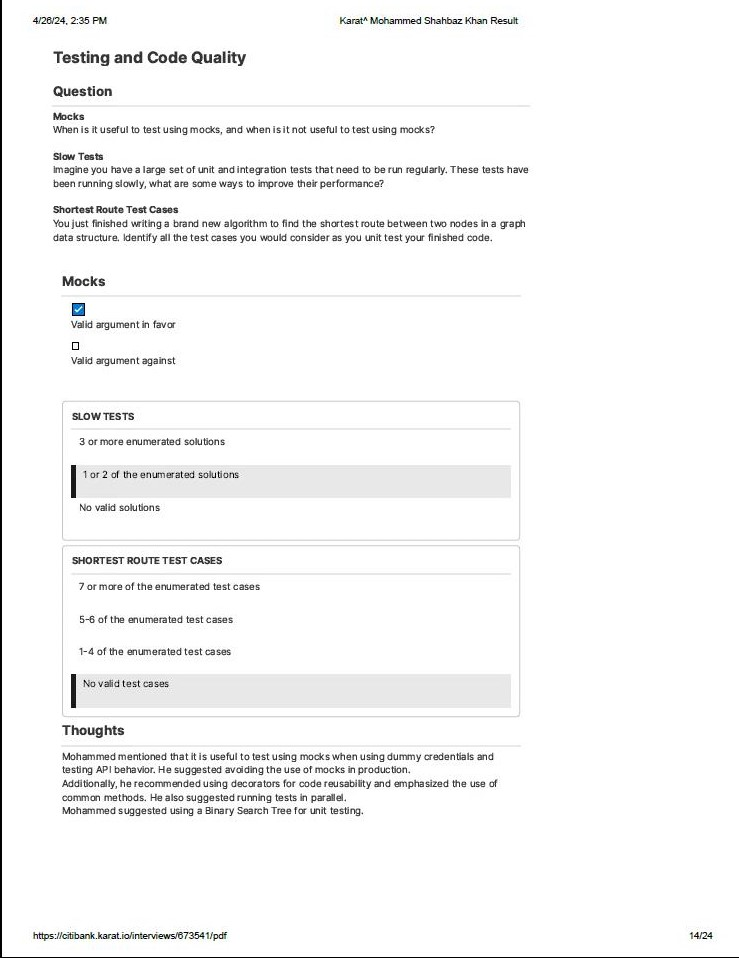 4/26/24, 2:35 PM
Karat^ Mohammed Shahbaz Khan Result
Testing and Code Quality
Question
Mocks
When is it useful to test using mocks, and when is it not useful to test using mocks?
Slow Tests
Imagine you have a large set of unit and integration tests that need to be run regularly. These tests have
been running slowly, what are some ways to improve their performance?
Shortest Route Test Cases
You just finished writing a brand new algorithm to find the shortest route between two nodes in a graph
data structure. Identify all the test cases you would consider as you unit test your finished code.
Mocks
Valid argument in favor
Valid argument against
SLOW TESTS
3 or more enumerated solutions
1 or 2 of the enumerated solutions
No valid solutions
SHORTEST ROUTE TEST CASES
7 or more of the enumerated test cases
5-6 of the enumerated test cases
1-4 of the enumerated test cases
No valid test cases
Thoughts
Mohammed mentioned that it is useful to test using mocks when using dummy credentials and
testing API behavior. He suggested avoiding the use of mocks in production.
Additionally, he recommended using decorators for code reusability and emphasized the use of
common methods. He also suggested running tests in parallel.
Mohammed suggested using a Binary Search Tree for unit testing.
https://citibank.karat.io/interviews/673541/pdf
14/24